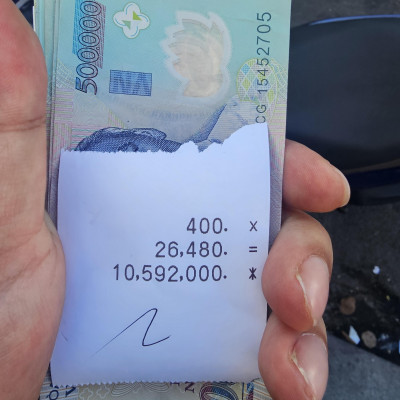 500000
CG 15452705
400. x
26,480. =
10,592,000. *